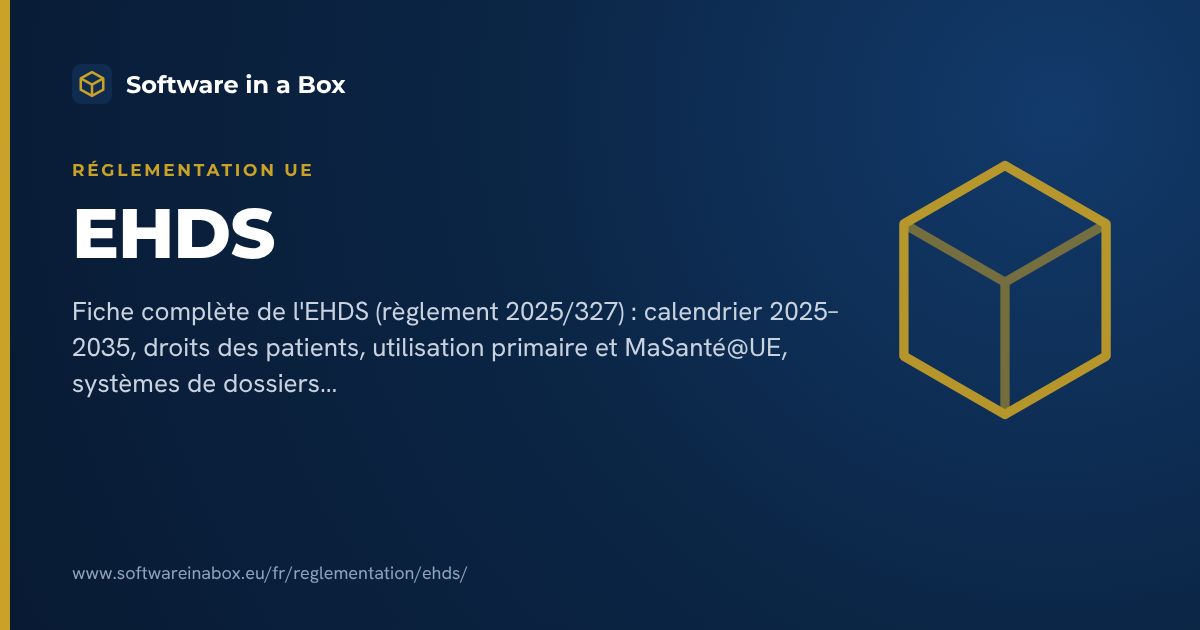 Software in a Box
RÉGLEMENTATION UE
EHDS
Fiche complète de l'EHDS (règlement 2025/327) : calendrier 2025–
2035, droits des patients, utilisation primaire et MaSanté@UE,
systèmes de dossiers…
www.softwareinabox.eu/fr/reglementation/ehds/